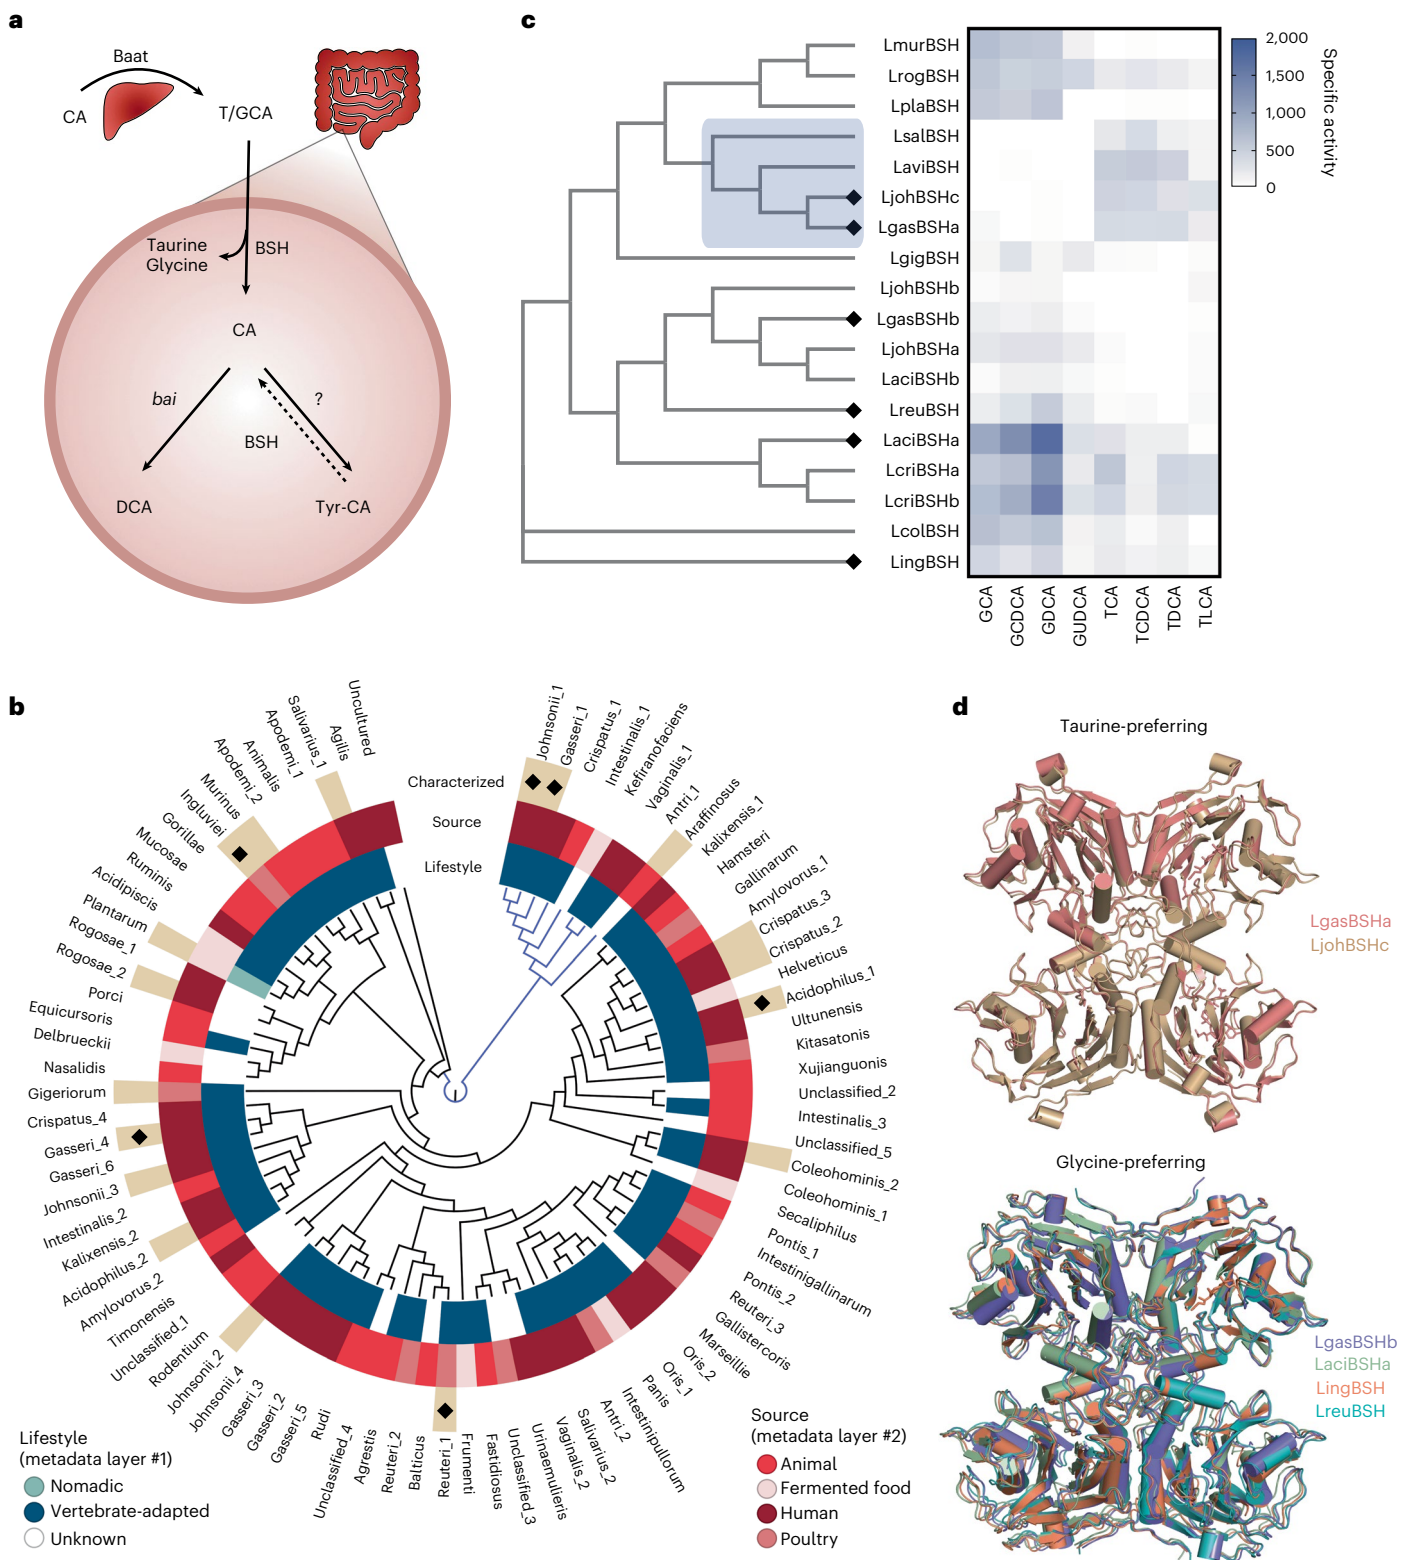 a
Baat
CA
T/GCA
Taurine
Glycine
BSH
CA
bai
?
BSH
DCA
Tyr-CA
c
LmurBSH
LrogBSH
LplaBSH
LsalBSH
LaviBSH
LjohBSHc
LgasBSHa
LgigBSH
LjohBSHb
LgasBSHb
LjohBSHa
LaciBSHb
LreuBSH
LaciBSHa
LcriBSHa
LcriBSHb
LcolBSH
LingBSH
GCA
GCDCA
GDCA
GUDCA
TCA
TCDCA
TDCA
TLCA
2,000
1,500
1,000
500
0
Specific activity
b
Characterized
Source
Lifestyle
Johnsonii_1
Gasseri_1
Crispatus_1
Intestinalis_1
Kefiranofaciens
Vaginalis_1
Antri_1
Araffinosus
Kalixensis_1
Hamsteri
Gallinarum
Amylovorus_1
Crispatus_3
Crispatus_2
Helveticus
Acidophilus_1
Ultunensis
Kitasatonis
Xujianguonis
Unclassified_2
Intestinalis_3
Unclassified_5
Coleohominis_2
Coleohominis_1
Secaliphilus
Pontis_1
Intestinigallinarum
Pontis_2
Reuteri_3
Gallistercoris
Marseillie
Oris_2
Oris_1
Panis
Intestinipullorum
Antri_2
Salivarius_2
Vaginalis_2
Urinaemulieris
Unclassified_3
Fastidiosus
Frumenti
Reuteri_1
Balticus
Reuteri_2
Agrestis
Unclassified_4
Rudi
Gasseri_5
Gasseri_2
Gasseri_3
Johnsonii_4
Johnsonii_2
Rodentium
Unclassified_1
Timonensis
Amylovorus_2
Acidophilus_2
Kalixensis_2
Intestinalis_2
Johnsonii_3
Gasseri_6
Gasseri_4
Crispatus_4
Gigeriorum
Nasalidis
Delbrueckii
Equicursoris
Porci
Rogosae_2
Rogosae_1
Plantarum
Acidipiscis
Ruminis
Mucosae
Gorillae
Ingluviei
Murinus
Apodemi_2
Animalis
Apodemi_1
Salivarius_1
Agilis
Uncultured
Lifestyle
(metadata layer #1)
Nomadic
Vertebrate-adapted
Unknown
Source
(metadata layer #2)
Animal
Fermented food
Human
Poultry
d
Taurine-preferring
LgasBSHa
LjohBSHc
Glycine-preferring
LgasBSHb
LaciBSHa
LingBSH
LreuBSH